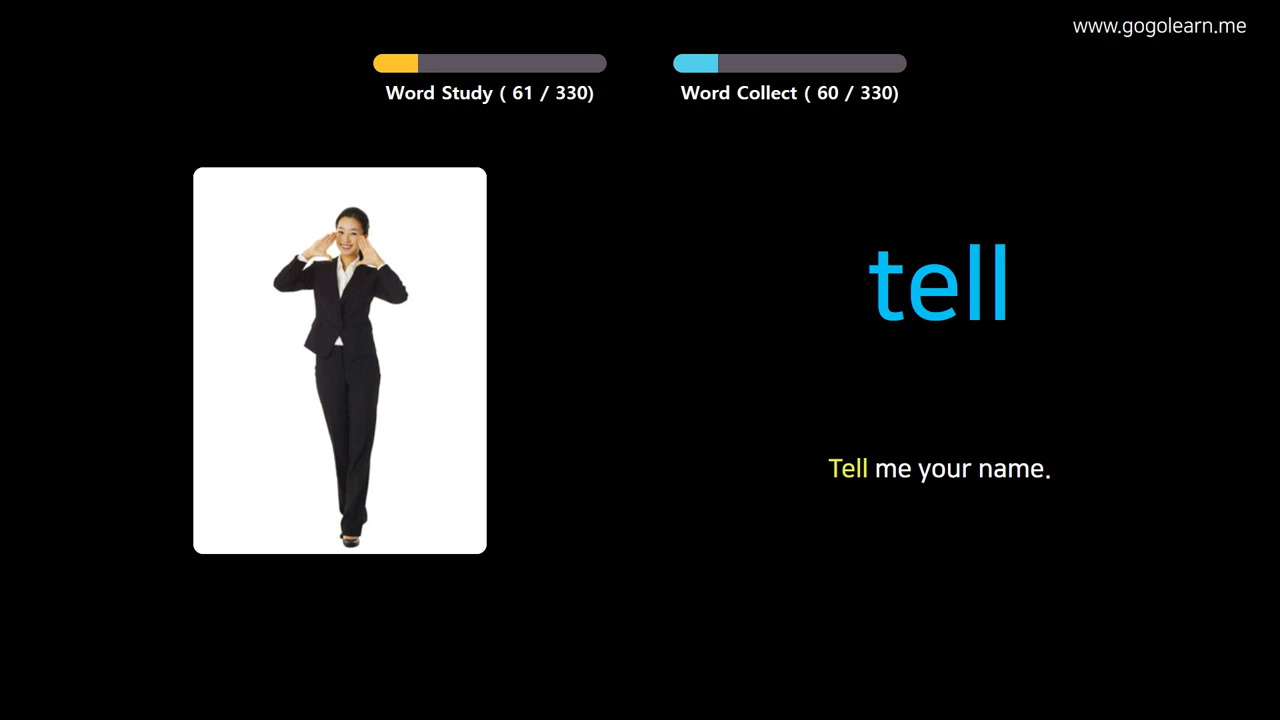 www.gogolearn.me
Word Study ( 61 / 330)
Word Collect ( 60 / 330)
tell
Tell me your name.